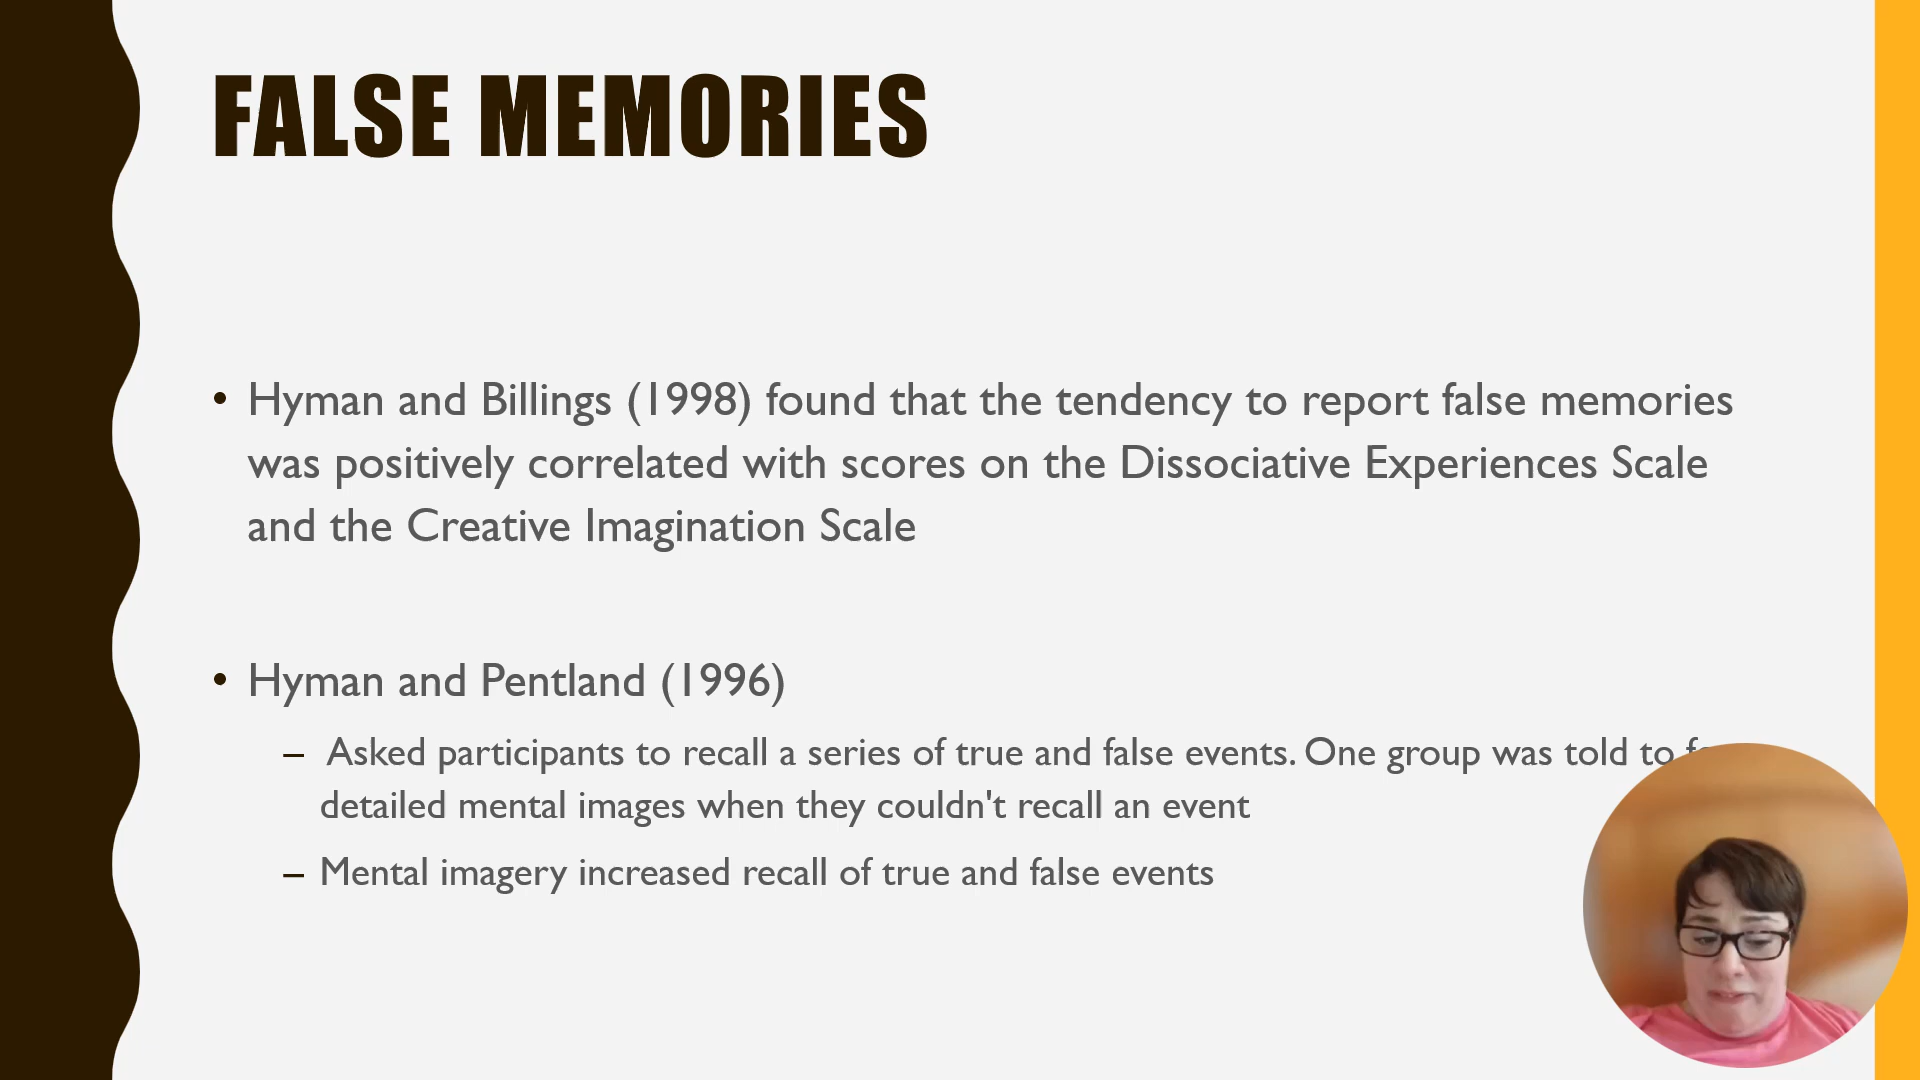 FALSE MEMORIES
• Hyman and Billings (1998) found that the tendency to report false memories
was positively correlated with scores on the Dissociative Experiences Scale
and the Creative Imagination Scale
• Hyman and Pentland (1996)
– Asked participants to recall a series of true and false events. One group was told to
detailed mental images when they couldn't recall an event
– Mental imagery increased recall of true and false events